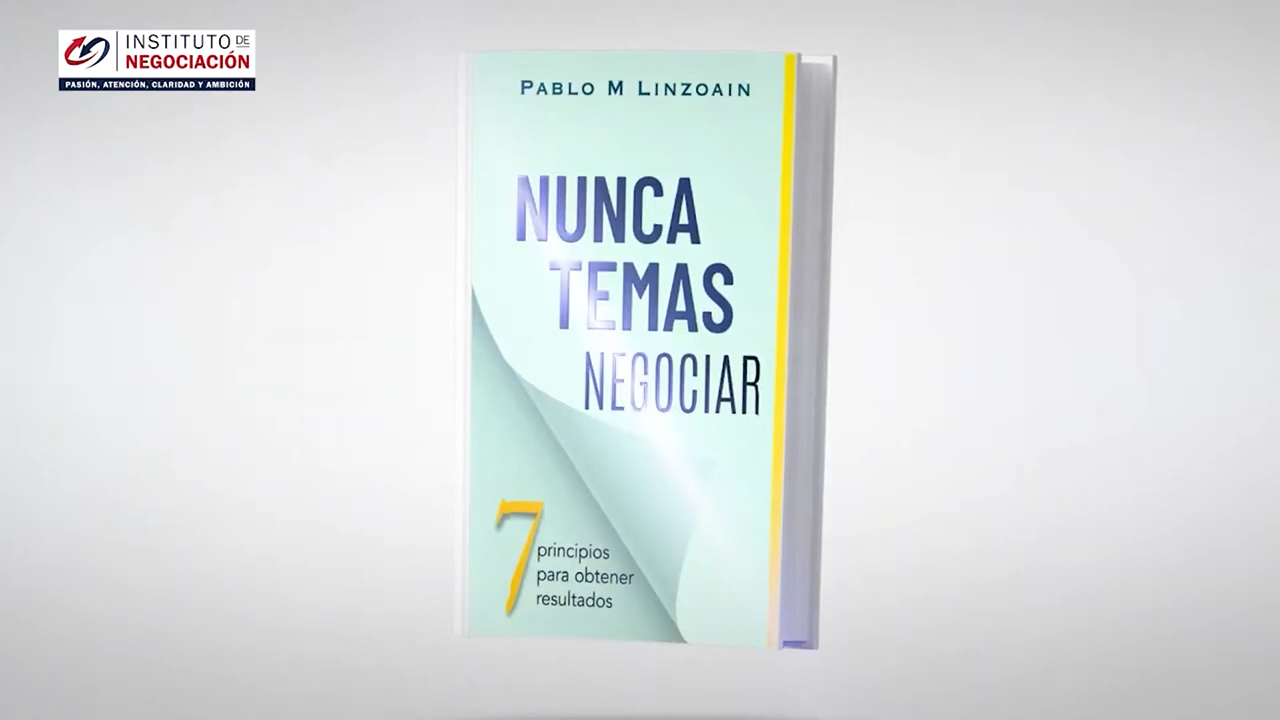 INSTITUTO DE
NEGOCIACIÓN
PASIÓN, ATENCIÓN, CLARIDAD Y AMBICIÓN
PABLO M LINZOAIN
NUNCA
TEMAS
NEGOCIAR
7 principios
para obtener
resultados